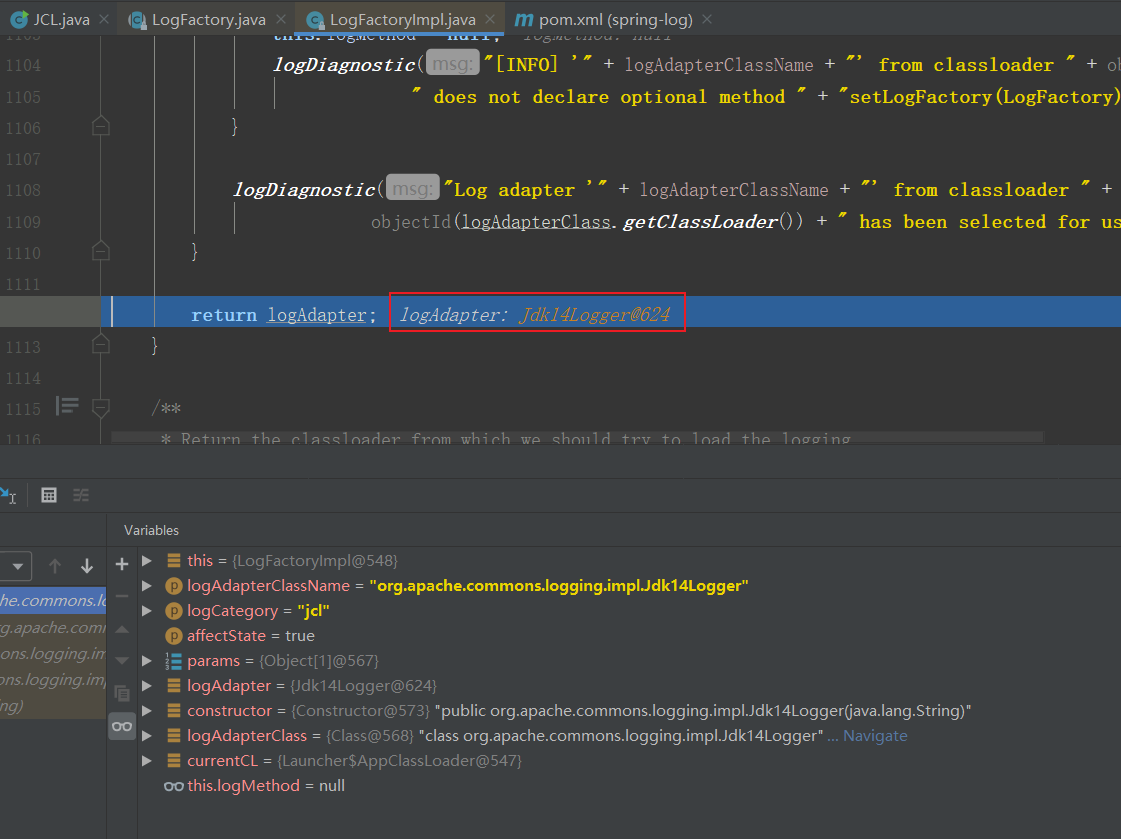 JCL.java LogFactory.java LogFactoryImpl.java pom.xml (spring-log)
this.logMethod = null; logMethod: null
1104 logDiagnostic( msg: "[INFO] '" + logAdapterClassName + "' from classloader " +
1105 " does not declare optional method " + "setLogFactory(LogFactory)
1106 }
1107
1108 logDiagnostic( msg: "Log adapter '" + logAdapterClassName + "' from classloader " +
1109 objectId(logAdapterClass.getClassLoader()) + " has been selected for us
1110 }
1111
return logAdapter; logAdapter: Jdk14Logger@624
1113 }
1114
1115 /**
1116 * Return the classloader from which we should try to load the logging
Variables
this = {LogFactoryImpl@548}
he.commons.lo
logAdapterClassName = "org.apache.commons.logging.impl.Jdk14Logger"
logCategory = "jcl"
rg.apache.comm
affectState = true
ons.logging.im
params = {Object[1]@567}
ons.logging.imp
logAdapter = {Jdk14Logger@624}
ing)
constructor = {Constructor@573} "public org.apache.commons.logging.impl.Jdk14Logger(java.lang.String)"
logAdapterClass = {Class@568} "class org.apache.commons.logging.impl.Jdk14Logger" ... Navigate
currentCL = {Launcher$AppClassLoader@547}
this.logMethod = null